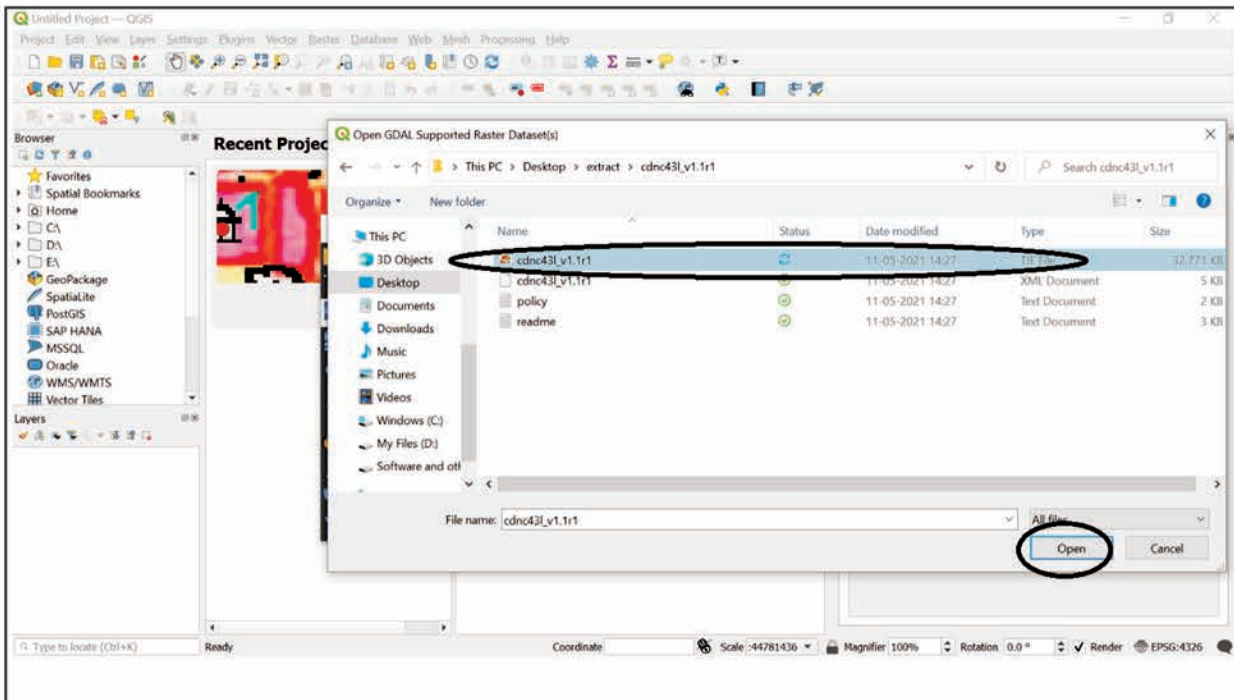 Untitled Project — QGIS
Project Edit View Layer Settings Plugins Vector Raster Database Web Mesh Processing Help
Browser
Favorites
Spatial Bookmarks
Home
C:\
D:\
E:\
GeoPackage
SpatiaLite
PostGIS
SAP HANA
MSSQL
Oracle
WMS/WMTS
Vector Tiles
Layers
Recent Projec
Open GDAL Supported Raster Dataset(s)
This PC > Desktop > extract > cdnc43l_v1.1r1
Search cdnc43l_v1.1r1
Organize
New folder
This PC
3D Objects
Desktop
Documents
Downloads
Music
Pictures
Videos
Windows (C:)
My Files (D:)
Software and oth
Name Status Date modified Type Size
cdnc43l_v1.1r1 11-05-2021 14:27 TIF File 32,771 KB
cdnc43l_v1.1r1 11-05-2021 14:27 XML Document 5 KB
policy 11-05-2021 14:27 Text Document 2 KB
readme 11-05-2021 14:27 Text Document 3 KB
File name: cdnc43l_v1.1r1
All files
Open Cancel
Type to locate (Ctrl+K) Ready Coordinate Scale :44781436 Magnifier 100% Rotation 0.0 ° Render EPSG:4326